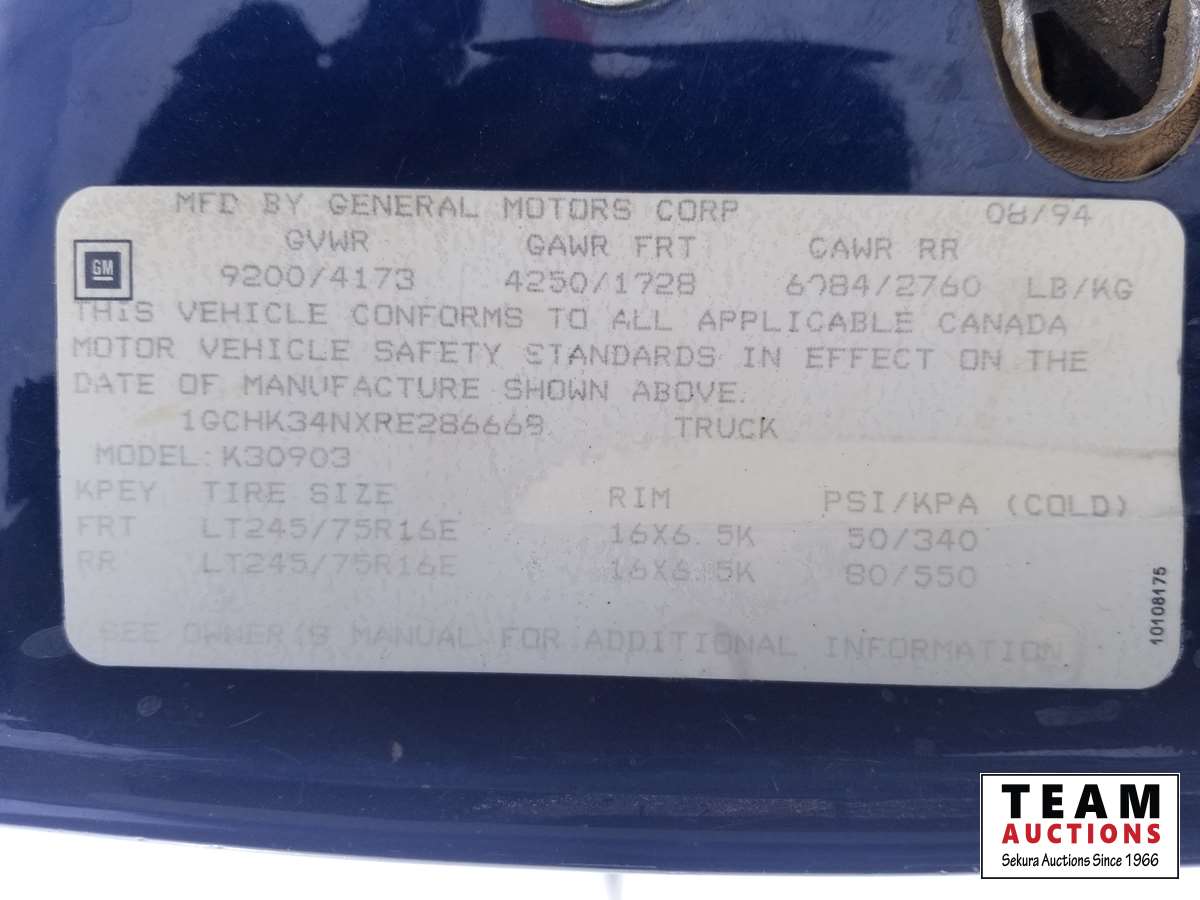 MFD BY GENERAL MOTORS CORP 08/94
GVWR GAWR FRT GAWR RR
GM
9200/4173 4250/1728 6084/2760 LB/KG
THIS VEHICLE CONFORMS TO ALL APPLICABLE CANADA
MOTOR VEHICLE SAFETY STANDARDS IN EFFECT ON THE
DATE OF MANUFACTURE SHOWN ABOVE.
1GCHK34NXRE286669 TRUCK
MODEL: K30903
KPEY TIRE SIZE RIM PSI/KPA (COLD)
FRT LT245/75R16E 16X6.5K 50/340
RR LT245/75R16E 16X6.5K 80/550
SEE OWNER'S MANUAL FOR ADDITIONAL INFORMATION
10108175
TEAM
AUCTIONS
Sekura Auctions Since 1966